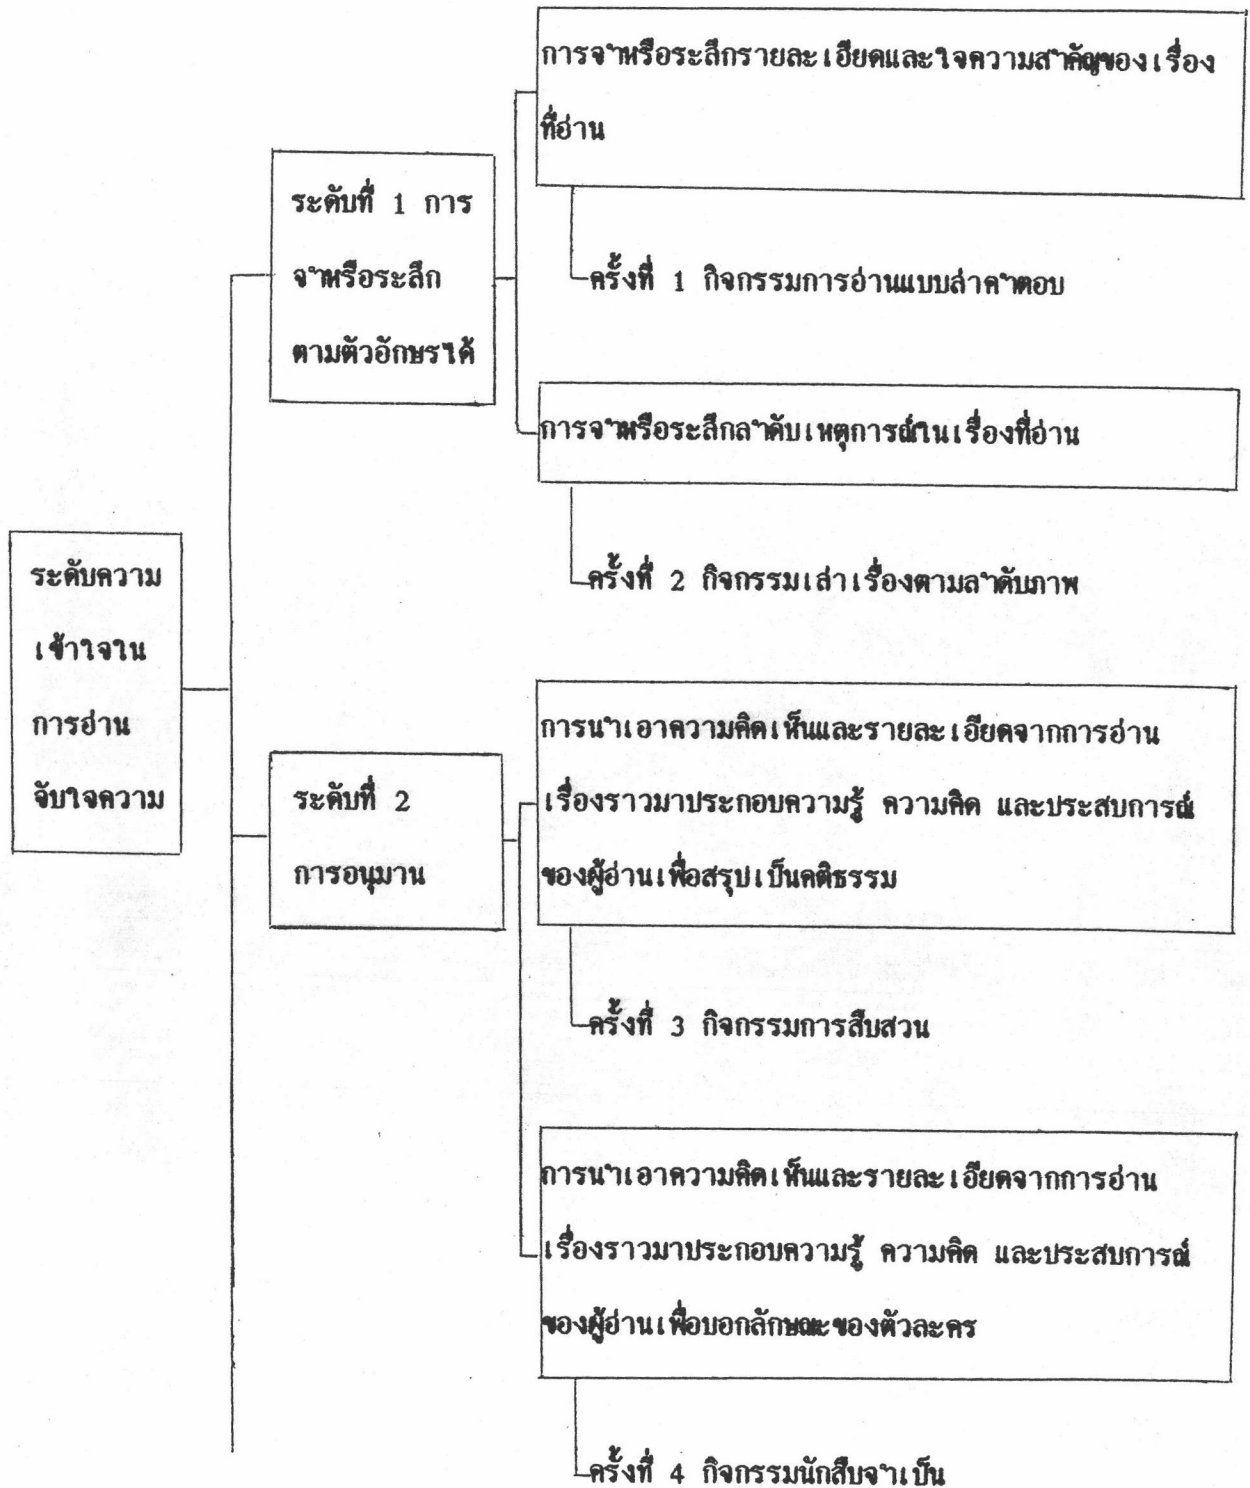 การจำหรือระลึกรายละเอียดและใจความสำคัญของเรื่อง
ที่อ่าน
ระดับที่ 1 การ
จำหรือระลึก
ตามตัวอักษรได้
ครั้งที่ 1 กิจกรรมการอ่านแบบล่าคำตอบ
การจำหรือระลึกลำดับเหตุการณ์ในเรื่องที่อ่าน
ครั้งที่ 2 กิจกรรมเล่าเรื่องตามลำดับภาพ
ระดับความ
เข้าใจใน
การอ่าน
จับใจความ
ระดับที่ 2
การอนุมาน
การนำเอาความคิดเห็นและรายละเอียดจากการอ่าน
เรื่องราวมาประกอบความรู้ ความคิด และประสบการณ์
ของผู้อ่านเพื่อสรุปเป็นคติธรรม
ครั้งที่ 3 กิจกรรมการสืบสวน
การนำเอาความคิดเห็นและรายละเอียดจากการอ่าน
เรื่องราวมาประกอบความรู้ ความคิด และประสบการณ์
ของผู้อ่านเพื่อบอกลักษณะของตัวละคร
ครั้งที่ 4 กิจกรรมนักสืบจำเป็น